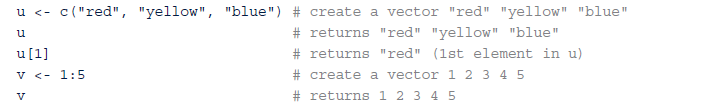 u <- c("red", "yellow", "blue") # create a vector "red" "yellow" "blue"
u # returns "red" "yellow" "blue"
u[1] # returns "red" (1st element in u)
v <- 1:5 # create a vector 1 2 3 4 5
v # returns 1 2 3 4 5